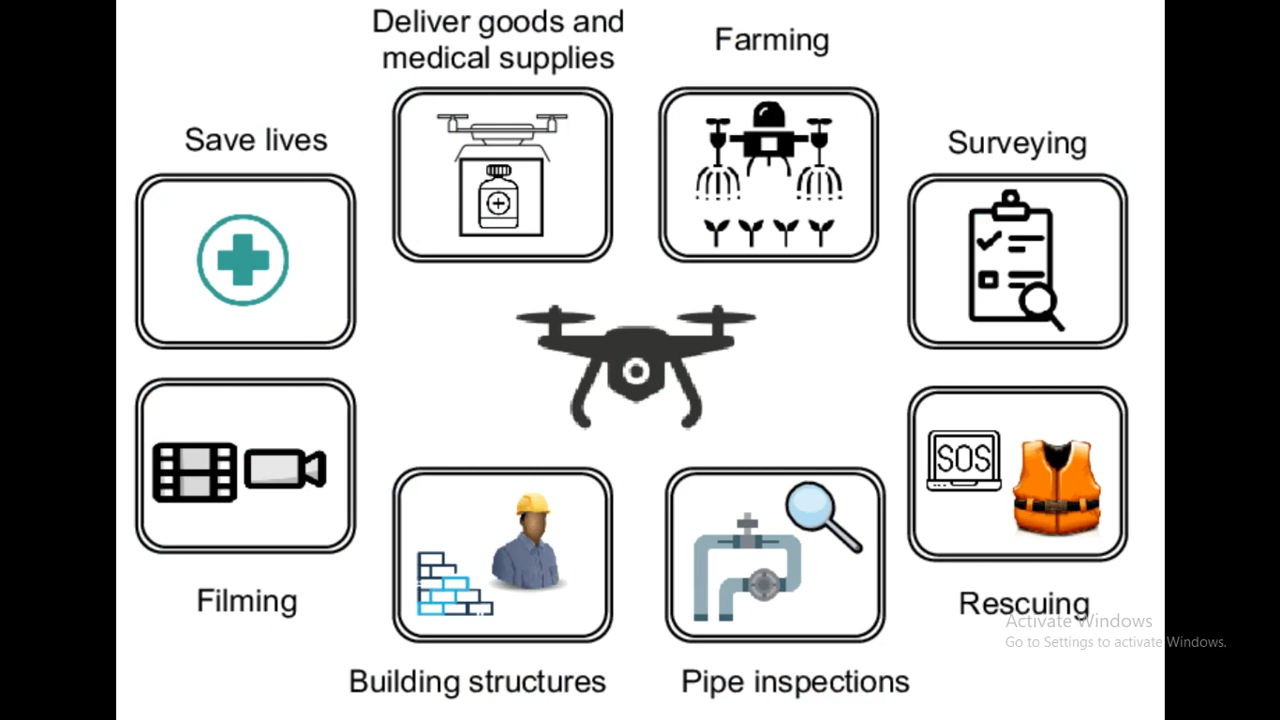 Deliver goods and
medical supplies
Farming
Save lives
Surveying
SOS
Filming
Rescuing
Activate Windows
Go to Settings to activate Windows.
Building structures
Pipe inspections